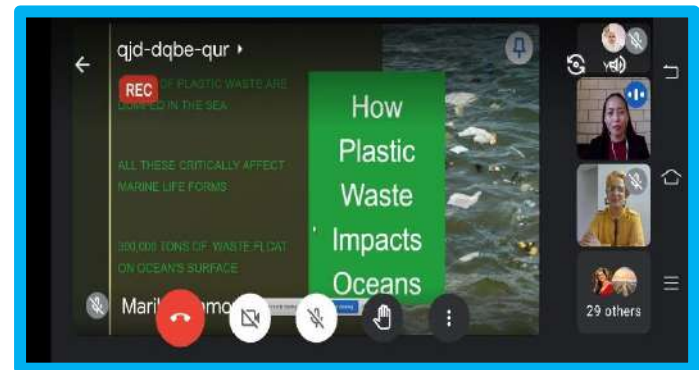 qjd-dqbe-qur
REC
OF PLASTIC WASTE ARE
DUMPED IN THE SEA
ALL THESE CRITICALLY AFFECT
MARINE LIFE FORMS
300,000 TONS OF WASTE FLOAT
ON OCEAN'S SURFACE
How
Plastic
Waste
Impacts
Oceans
29 others